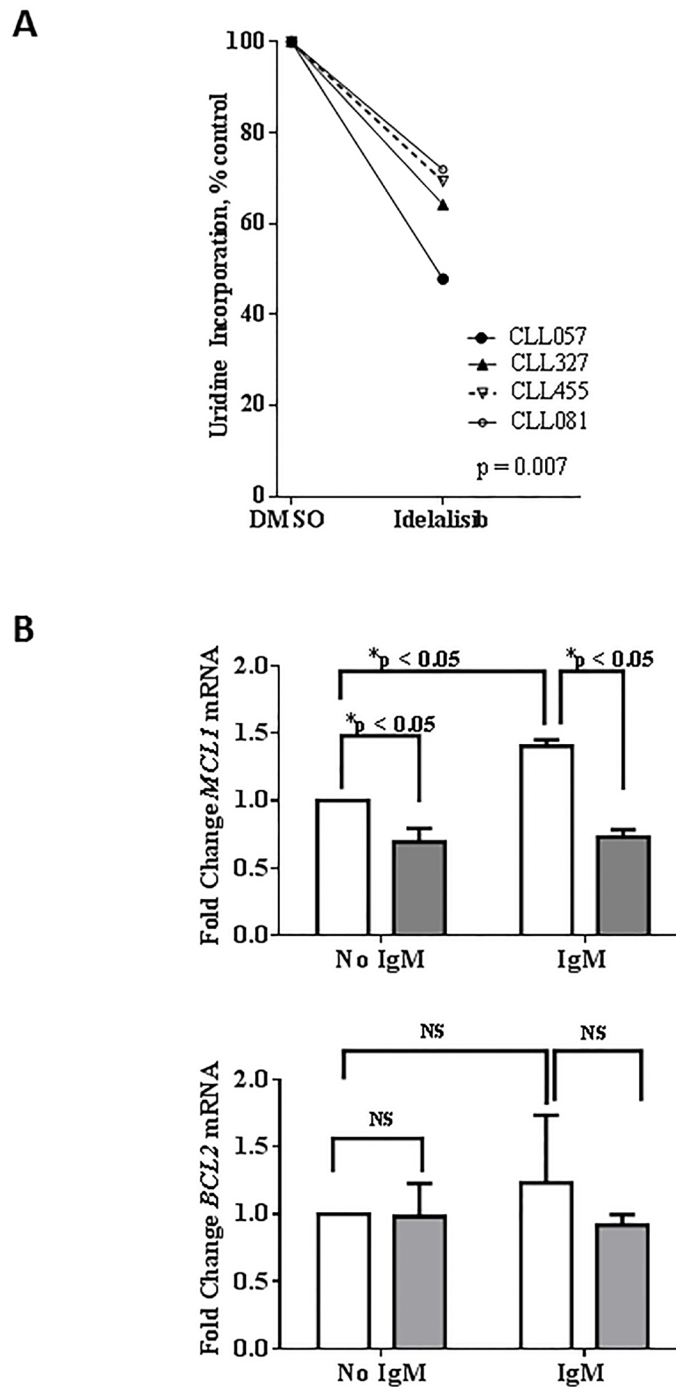 A
Uridine Incorporation, % control
100
80
60
40
20
0
DMSO
Idelalisib
CLL057
CLL327
CLL455
CLL081
p = 0.007
B
Fold Change MCL1 mRNA
2.0
1.5
1.0
0.5
0.0
*p < 0.05
*p < 0.05
*p < 0.05
No IgM
IgM
Fold Change BCL2 mRNA
2.0
1.5
1.0
0.5
0.0
NS
NS
NS
No IgM
IgM